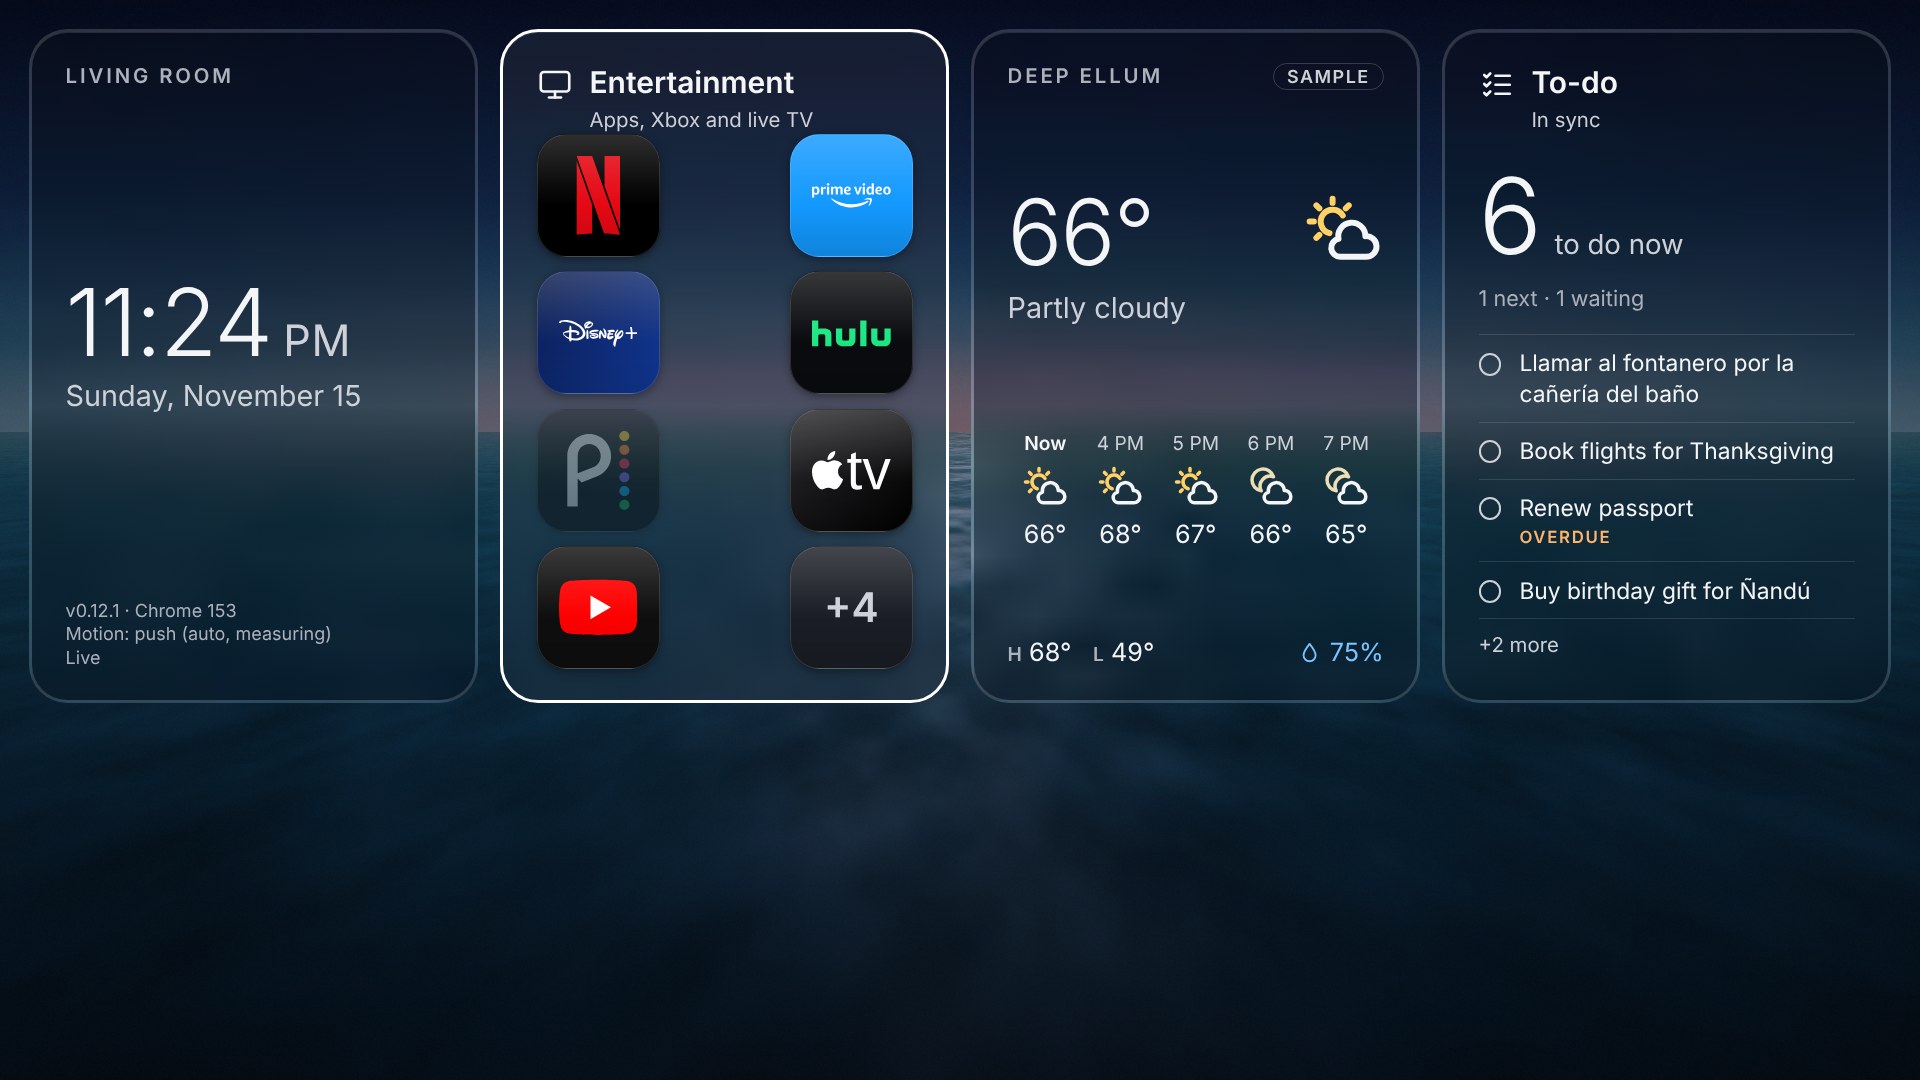 LIVING ROOM
11:24 PM
Sunday, November 15
v0.12.1 · Chrome 153
Motion: push (auto, measuring)
Live
Entertainment
Apps, Xbox and live TV
N
prime video
Disney+
hulu
P
tv
+4
DEEP ELLUM
SAMPLE
66°
Partly cloudy
Now 4 PM 5 PM 6 PM 7 PM
66° 68° 67° 66° 65°
H 68° L 49° 75%
To-do
In sync
6 to do now
1 next · 1 waiting
Llamar al fontanero por la
cañería del baño
Book flights for Thanksgiving
Renew passport
OVERDUE
Buy birthday gift for Ñandú
+2 more